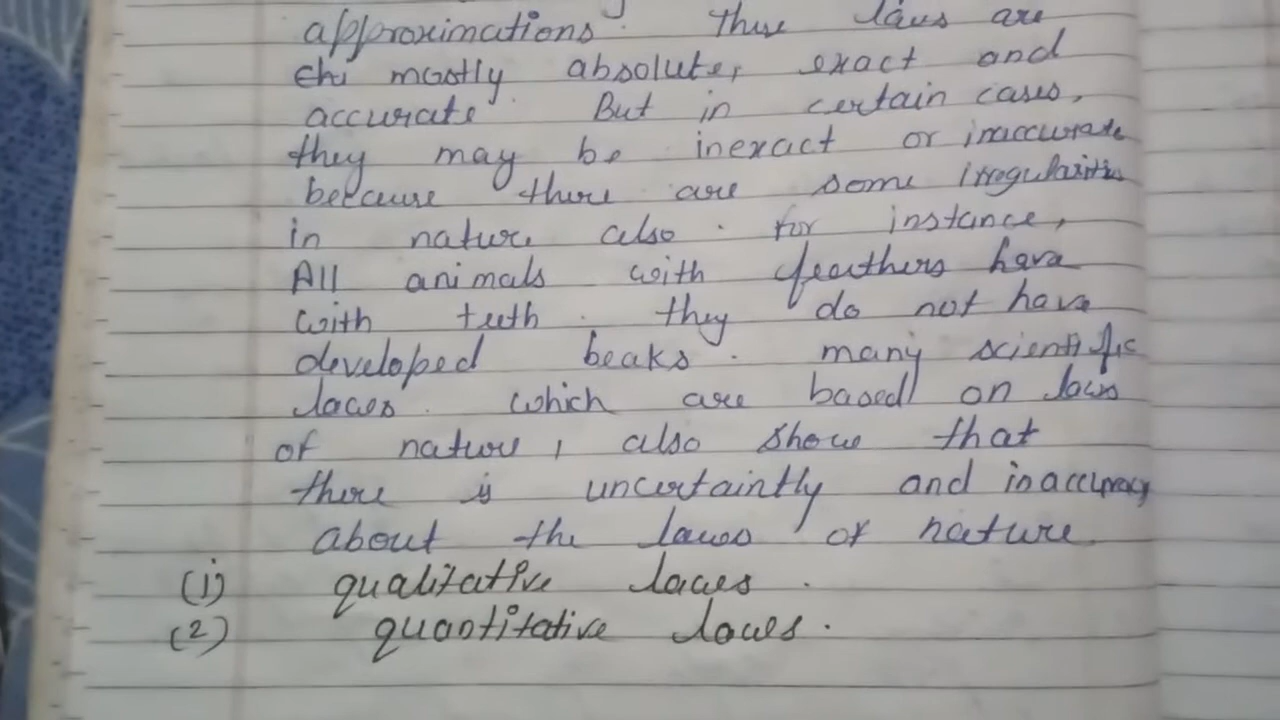 approximations. These laws are
the mostly absolute, exact and
accurate. But in certain cases,
they may be inexact or inaccurate
because there are some irregularities
in nature also. for instance,
All animals with feathers have
with teeth. they do not have
developed beaks. many scientific
laws. which are based on laws
of nature, also show that
there is uncertaintly and inaccuracy
about the laws of nature.
(i) qualitative laws.
(2) quantitative laws.